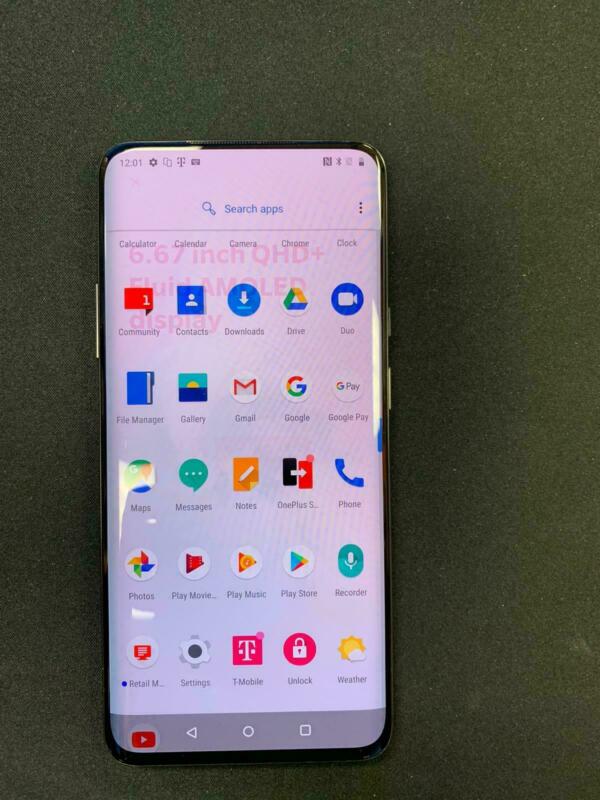 12:01
Search apps
Calculator Calendar Camera Chrome Clock
6.67 inch QHD+
Fluid AMOLED
display
1
Community Contacts Downloads Drive Duo
G Pay
File Manager Gallery Gmail Google Google Pay
Maps Messages Notes OnePlus S... Phone
Photos Play Movie... Play Music Play Store Recorder
T
Retail M... Settings T-Mobile Unlock Weather